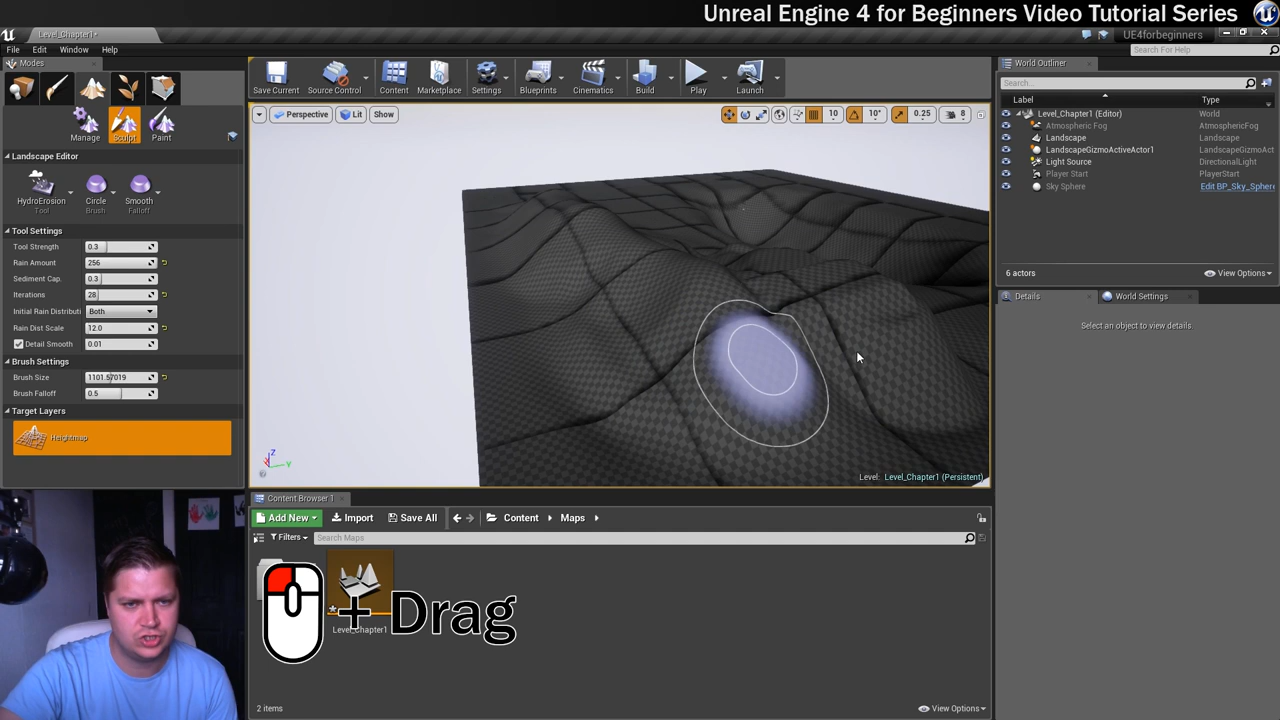 Unreal Engine 4 for Beginners Video Tutorial Series
Level_Chapter1*
UE4forbeginners
File Edit Window Help
Search For Help
Modes
Save Current
Source Control
Content
Marketplace
Settings
Blueprints
Cinematics
Build
Play
Launch
Manage
Sculpt
Paint
Landscape Editor
HydroErosion
Tool
Circle
Brush
Smooth
Falloff
Tool Settings
Tool Strength 0.3
Rain Amount 256
Sediment Cap. 0.3
Iterations 28
Initial Rain Distributi Both
Rain Dist Scale 12.0
Detail Smooth 0.01
Brush Settings
Brush Size 1101.57019
Brush Falloff 0.5
Target Layers
Heightmap
Perspective Lit Show
10 10° 0.25 8
Z
Y
Level: Level_Chapter1 (Persistent)
World Outliner
Search...
Label Type
Level_Chapter1 (Editor) World
Atmospheric Fog AtmosphericFog
Landscape Landscape
LandscapeGizmoActiveActor1 LandscapeGizmoAct
Light Source DirectionalLight
Player Start PlayerStart
Sky Sphere Edit BP_Sky_Sphere
6 actors
View Options
Details World Settings
Select an object to view details.
Content Browser 1
Add New Import Save All Content Maps
Filters Search Maps
+ Drag
Level_Chapter1
2 items
View Options